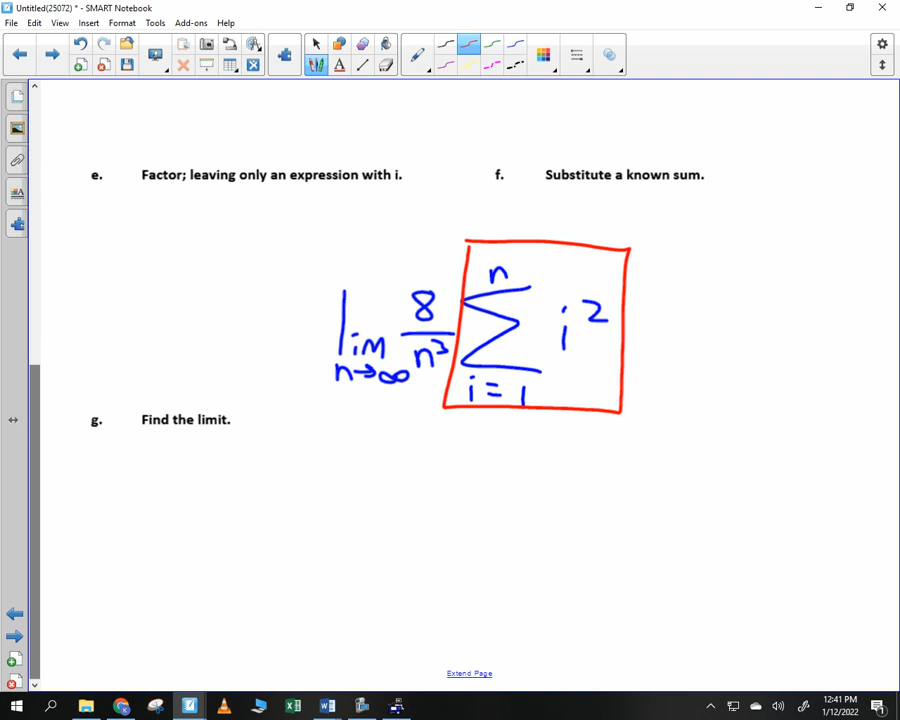 Untitled(25072) * - SMART Notebook
File Edit View Insert Format Tools Add-ons Help
e. Factor; leaving only an expression with i. f. Substitute a known sum.
lim n→∞ 8/n³ n ∑ i=1 i²
g. Find the limit.
Extend Page
12:41 PM
1/12/2022